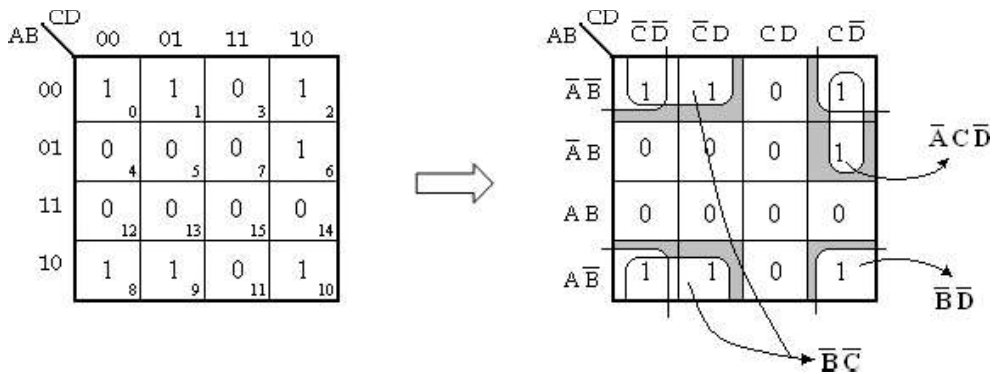 CD
AB 00 01 11 10
00 1 0 1 1 0 3 1 2
01 0 4 0 5 0 7 1 6
11 0 12 0 13 0 15 0 14
10 1 8 1 9 0 11 1 10
CD
AB C̅D̅ C̅D CD CD̅
A̅B̅ 1 1 0 1
A̅B 0 0 0 1
A̅CD̅
AB 0 0 0 0
AB̅ 1 1 0 1
B̅D̅
B̅C̅